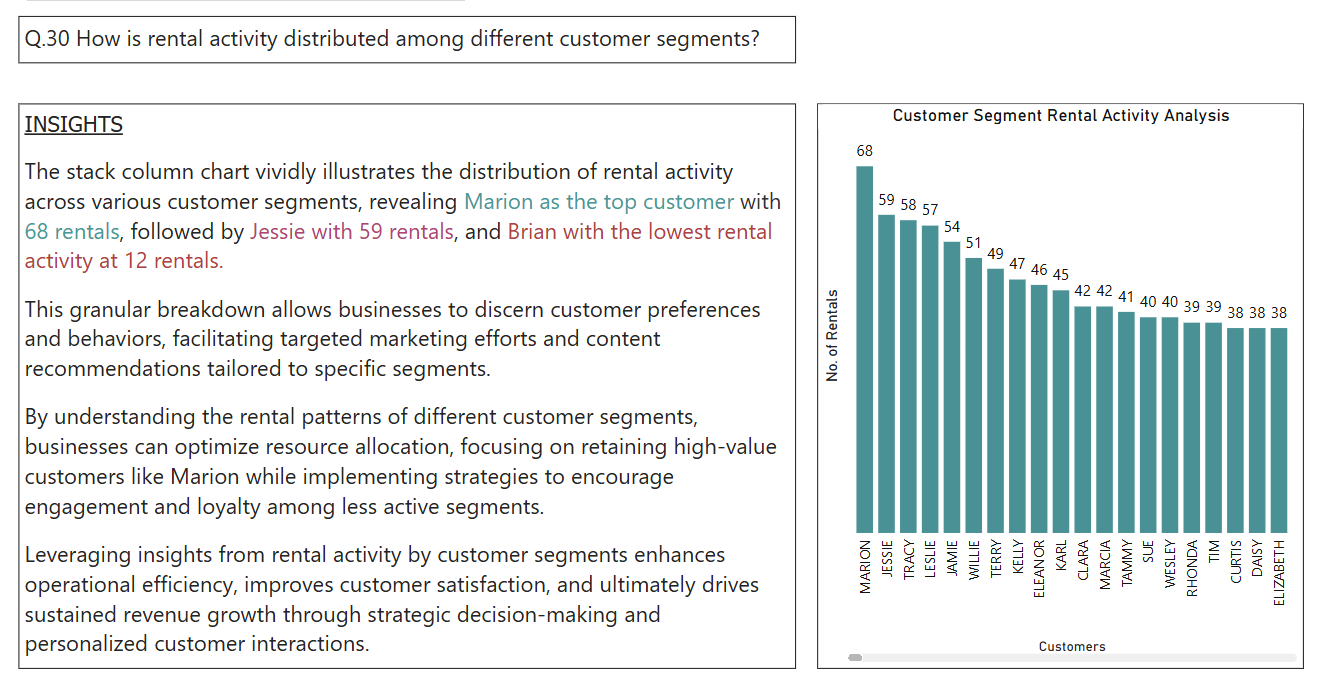 Q.30 How is rental activity distributed among different customer segments?
INSIGHTS
The stack column chart vividly illustrates the distribution of rental activity
across various customer segments, revealing Marion as the top customer with
68 rentals, followed by Jessie with 59 rentals, and Brian with the lowest rental
activity at 12 rentals.
This granular breakdown allows businesses to discern customer preferences
and behaviors, facilitating targeted marketing efforts and content
recommendations tailored to specific segments.
By understanding the rental patterns of different customer segments,
businesses can optimize resource allocation, focusing on retaining high-value
customers like Marion while implementing strategies to encourage
engagement and loyalty among less active segments.
Leveraging insights from rental activity by customer segments enhances
operational efficiency, improves customer satisfaction, and ultimately drives
sustained revenue growth through strategic decision-making and
personalized customer interactions.
Customer Segment Rental Activity Analysis
No. of Rentals
68
59
58
57
54
51
49
47
46
45
42
42
41
40
40
39
39
38
38
38
MARION
JESSIE
TRACY
LESLIE
JAMIE
WILLIE
TERRY
KELLY
ELEANOR
KARL
CLARA
MARCIA
TAMMY
SUE
WESLEY
RHONDA
TIM
CURTIS
DAISY
ELIZABETH
Customers